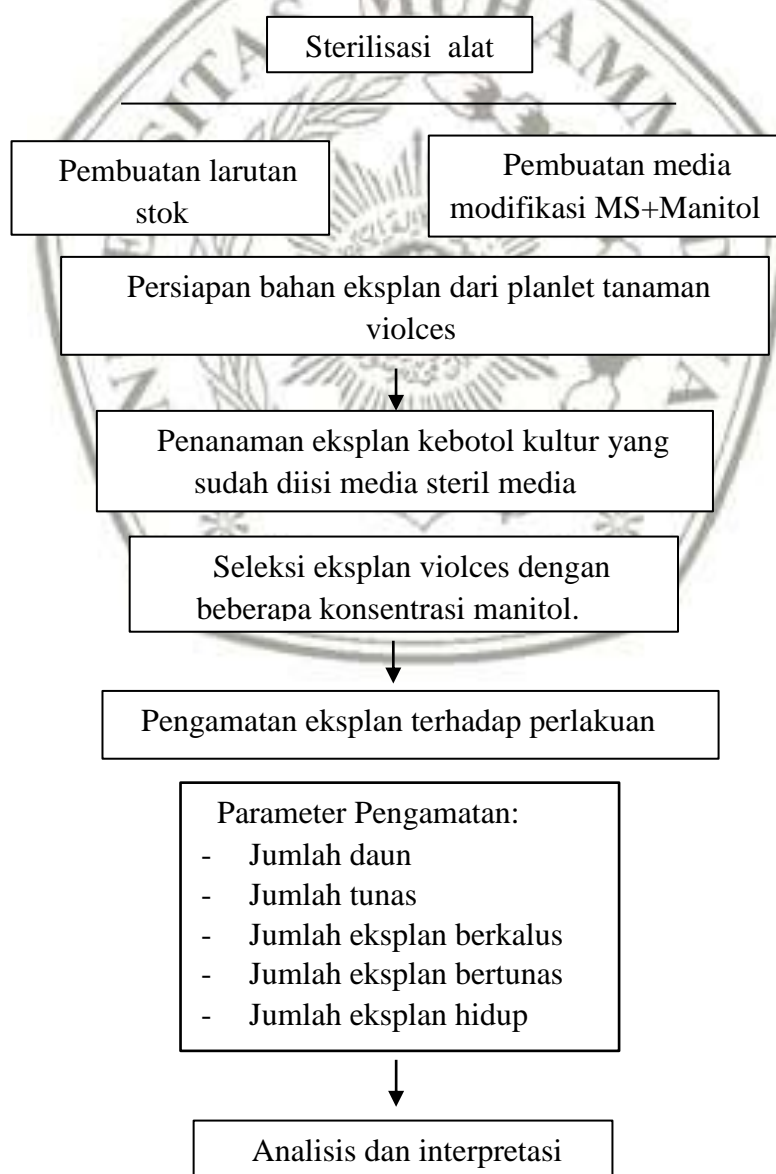 Sterilisasi alat
Pembuatan larutan
stok
Pembuatan media
modifikasi MS+Manitol
Persiapan bahan eksplan dari planlet tanaman
violces
Penanaman eksplan kebotol kultur yang
sudah diisi media steril media
Seleksi eksplan violces dengan
beberapa konsentrasi manitol.
Pengamatan eksplan terhadap perlakuan
Parameter Pengamatan:
- Jumlah daun
- Jumlah tunas
- Jumlah eksplan berkalus
- Jumlah eksplan bertunas
- Jumlah eksplan hidup
Analisis dan interpretasi